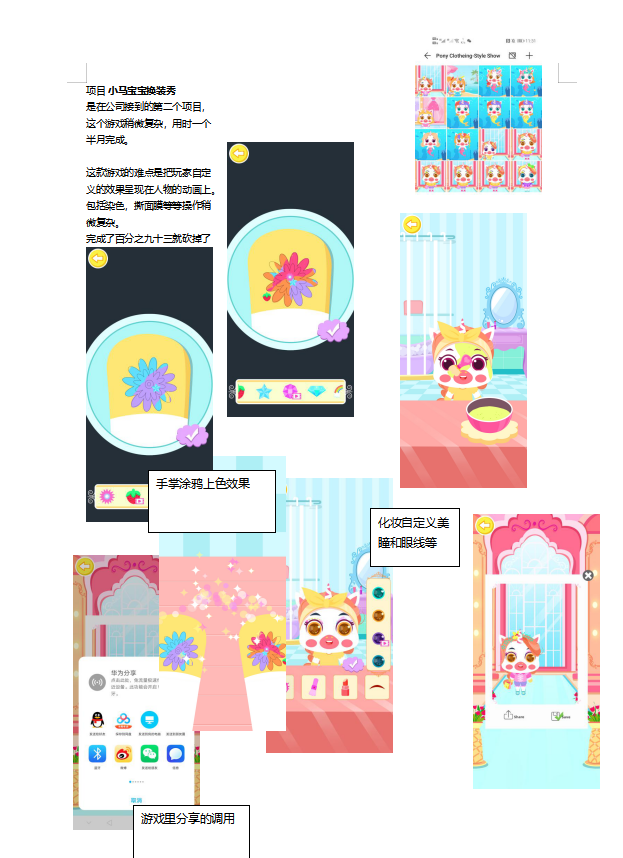 Pony Clotheing-Style Show
项目 小马宝宝换装秀
是在公司接到的第二个项目，
这个游戏稍微复杂，用时一个
半月完成。
这款游戏的难点是把玩家自定
义的效果呈现在人物的动画上。
包括染色，撕面膜等等操作稍
微复杂。
完成了百分之九十三就砍掉了
手掌涂鸦上色效果
化妆自定义美
瞳和眼线等
华为分享
Share
Save
取消
游戏里分享的调用